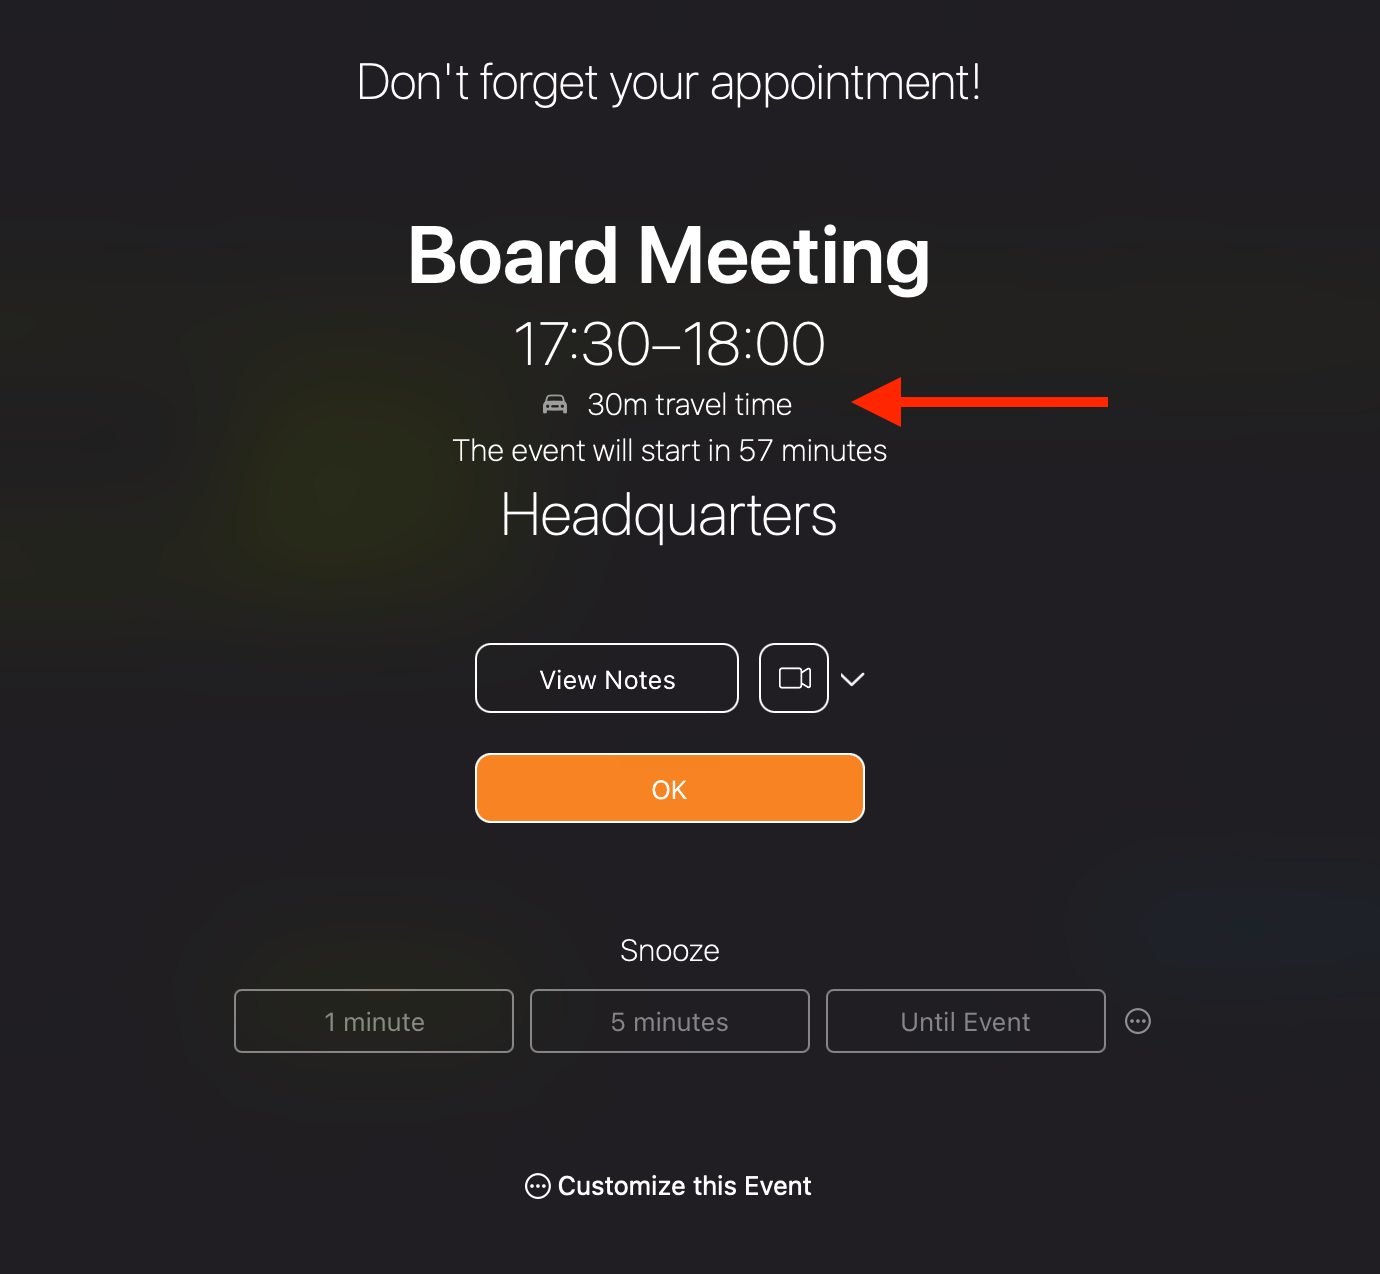 Don't forget your appointment!
Board Meeting
17:30–18:00
30m travel time
The event will start in 57 minutes
Headquarters
View Notes
OK
Snooze
1 minute
5 minutes
Until Event
Customize this Event